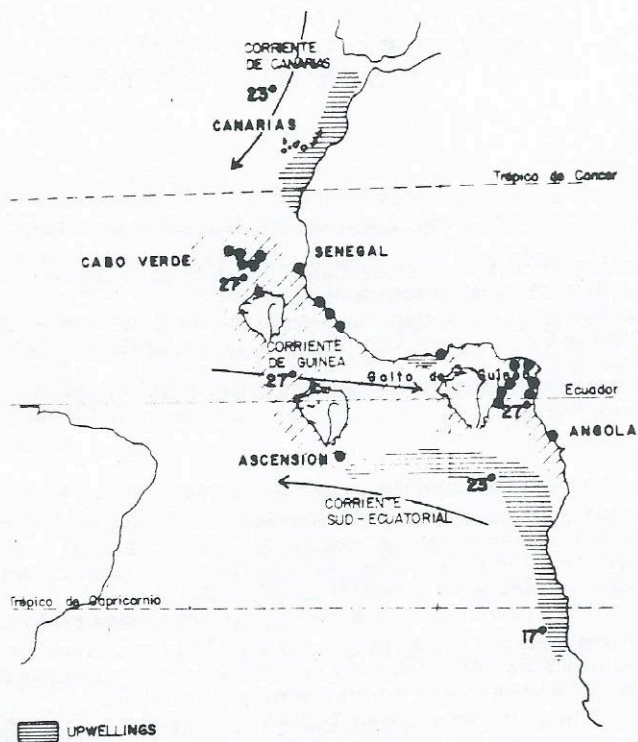 CORRIENTE
DE CANARIAS
23°
CANARIAS
Trópico de Cancer
CABO VERDE
SENEGAL
27°
CORRIENTE
DE GUINEA
27°
Golfo de Guinea
Ecuador
27°
ANGOLA
ASCENSION
23°
CORRIENTE
SUD-ECUATORIAL
Trópico de Capricornio
17°
UPWELLINGS